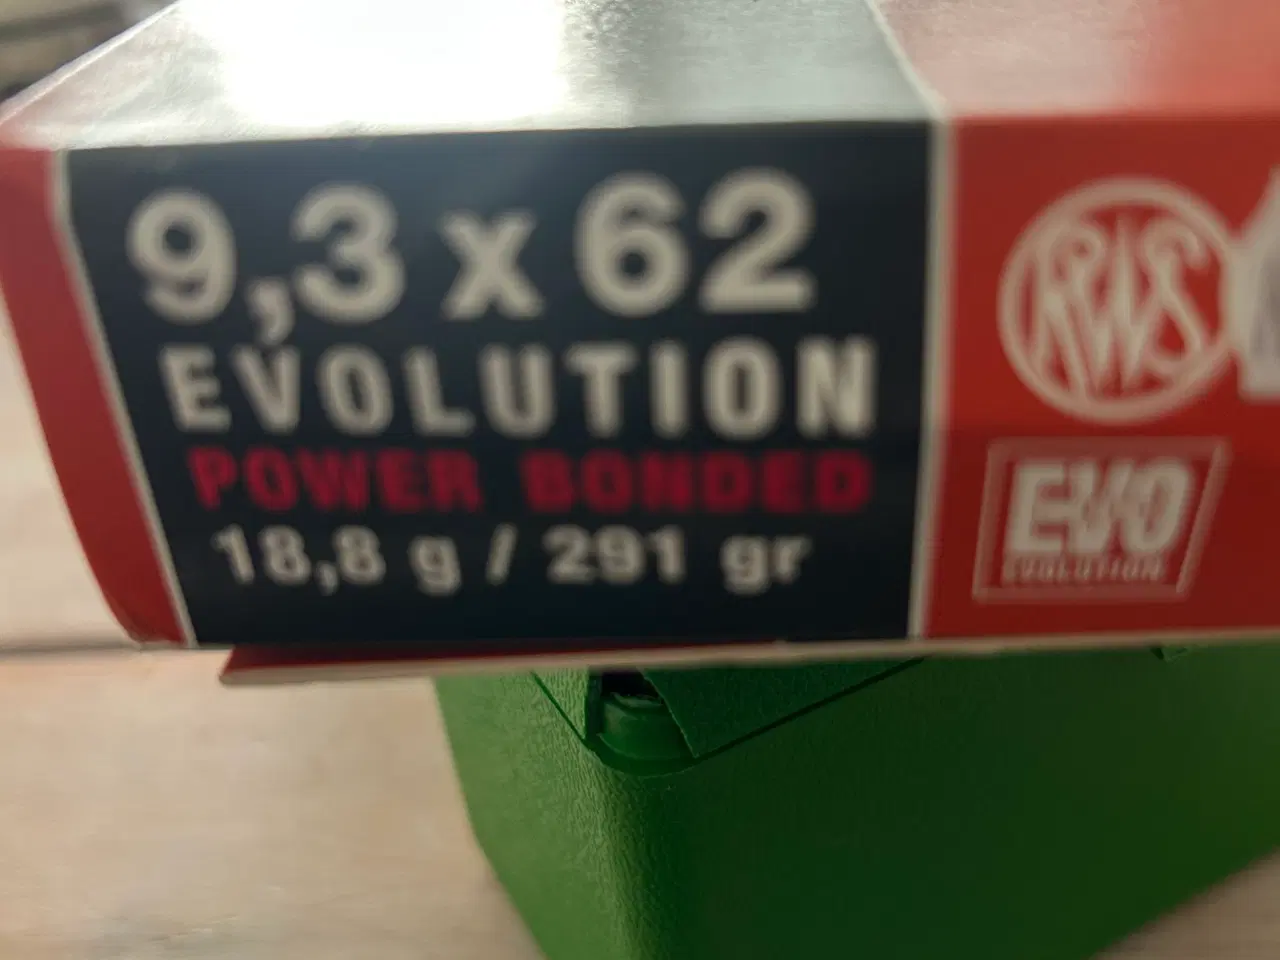 9,3 x 62
EVOLUTION
POWER BONDED
18,8 g / 291 gr
RWS
EVO
EVOLUTION